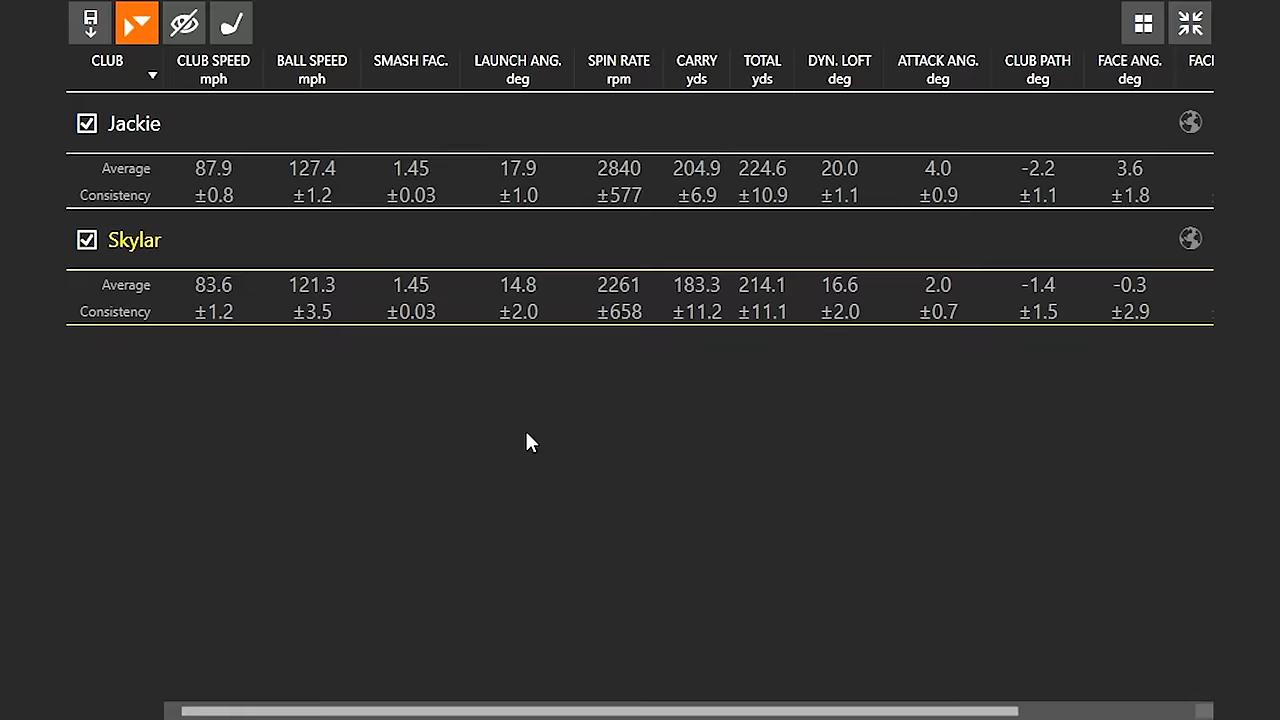 CLUB CLUB SPEED BALL SPEED SMASH FAC. LAUNCH ANG. SPIN RATE CARRY TOTAL DYN. LOFT ATTACK ANG. CLUB PATH FACE ANG.
mph mph deg rpm yds yds deg deg deg deg
Jackie
Average 87.9 127.4 1.45 17.9 2840 204.9 224.6 20.0 4.0 -2.2 3.6
Consistency ±0.8 ±1.2 ±0.03 ±1.0 ±577 ±6.9 ±10.9 ±1.1 ±0.9 ±1.1 ±1.8
Skylar
Average 83.6 121.3 1.45 14.8 2261 183.3 214.1 16.6 2.0 -1.4 -0.3
Consistency ±1.2 ±3.5 ±0.03 ±2.0 ±658 ±11.2 ±11.1 ±2.0 ±0.7 ±1.5 ±2.9